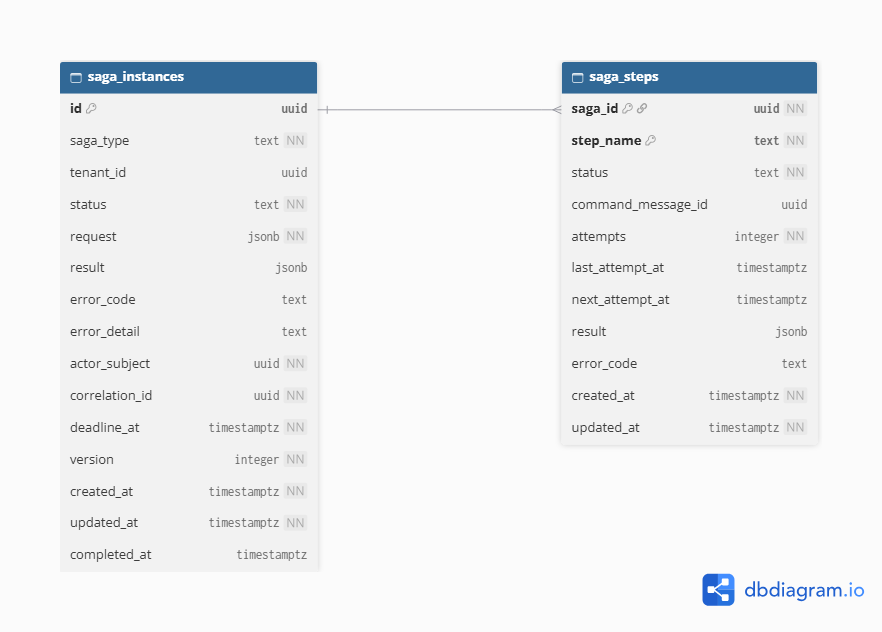 saga_instances
id uuid
saga_type text NN
tenant_id uuid
status text NN
request jsonb NN
result jsonb
error_code text
error_detail text
actor_subject uuid NN
correlation_id uuid NN
deadline_at timestamptz NN
version integer NN
created_at timestamptz NN
updated_at timestamptz NN
completed_at timestamptz
saga_steps
saga_id uuid NN
step_name text NN
status text NN
command_message_id uuid
attempts integer NN
last_attempt_at timestamptz
next_attempt_at timestamptz
result jsonb
error_code text
created_at timestamptz NN
updated_at timestamptz NN
dbdiagram.io